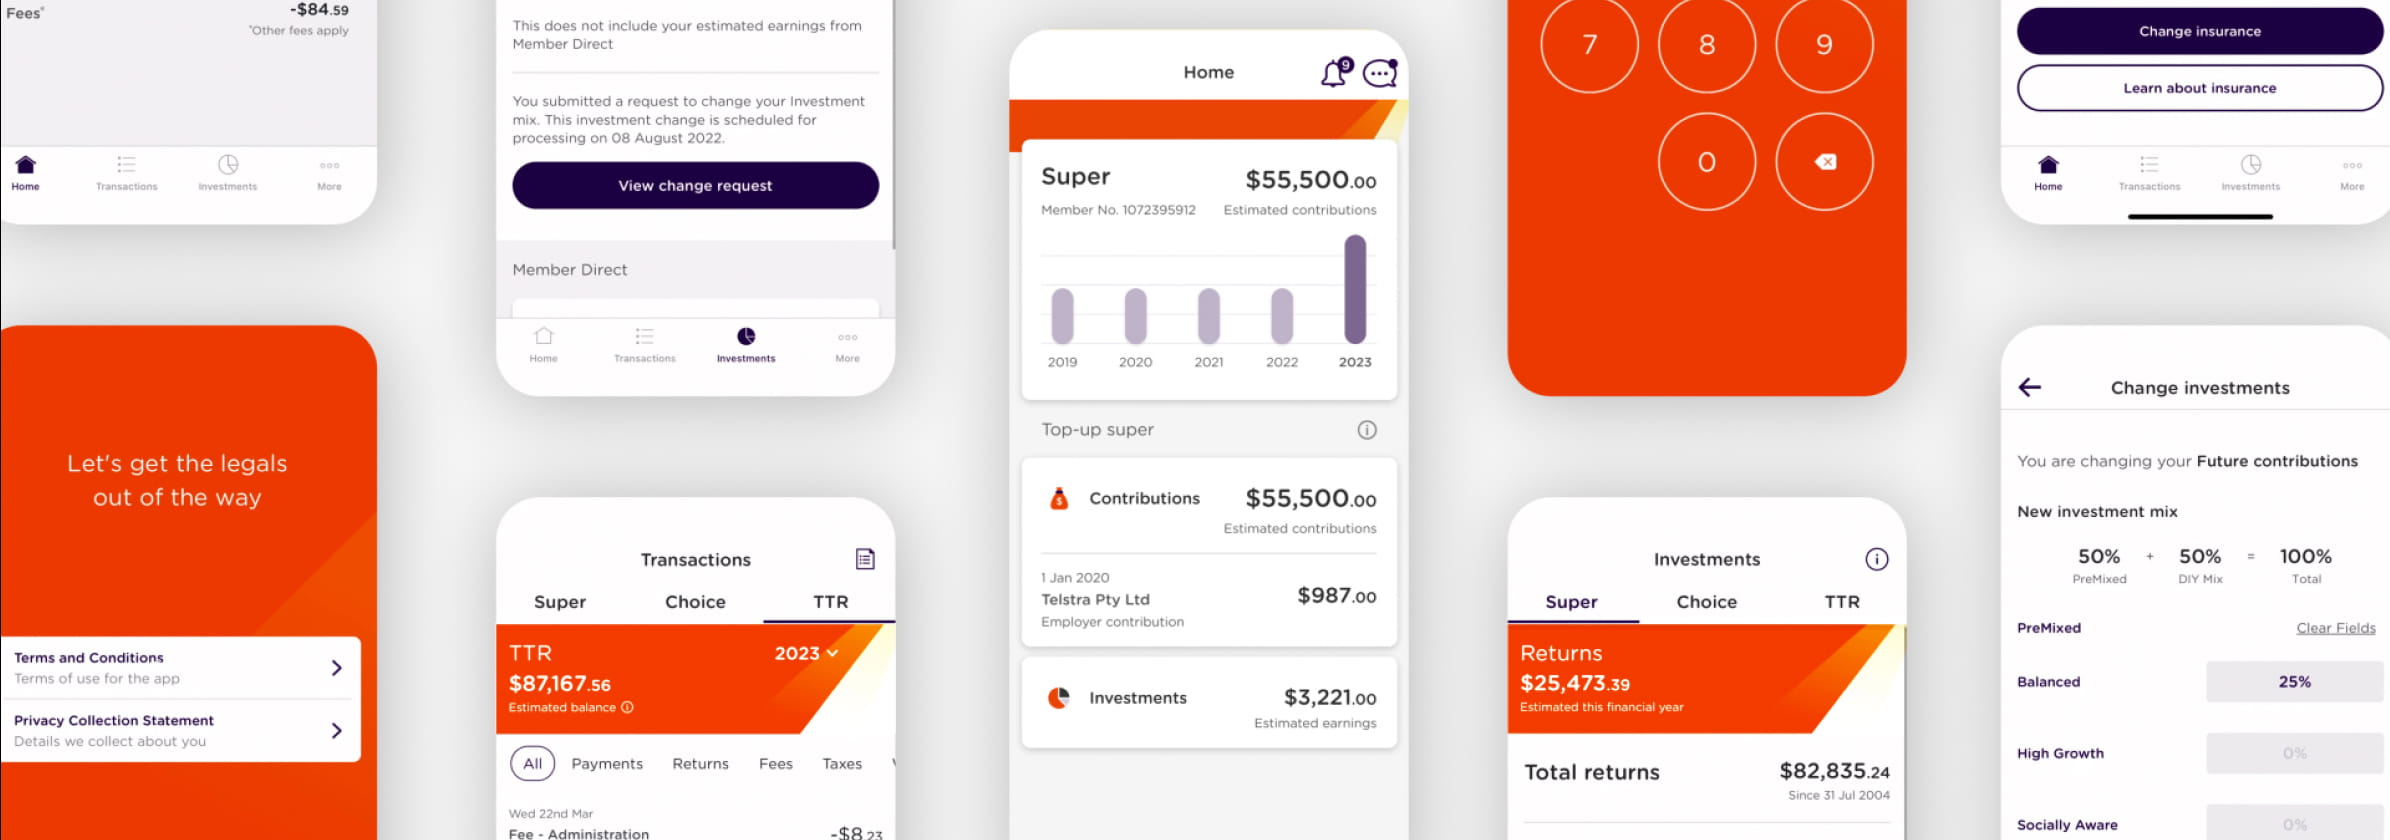 Fees*
-$84.59
*Other fees apply
Home
Transactions
Investments
More
Let's get the legals
out of the way
Terms and Conditions
Terms of use for the app
Privacy Collection Statement
Details we collect about you
This does not include your estimated earnings from
Member Direct
You submitted a request to change your Investment
mix. This investment change is scheduled for
processing on 08 August 2022.
View change request
Member Direct
Home
Transactions
Investments
More
Transactions
Super
Choice
TTR
TTR
2023
$87,167.56
Estimated balance
All
Payments
Returns
Fees
Taxes
Wed 22nd Mar
Fee - Administration
-$8.23
Home
9
Super
$55,500.00
Member No. 1072395912
Estimated contributions
2019
2020
2021
2022
2023
Top-up super
Contributions
$55,500.00
Estimated contributions
1 Jan 2020
Telstra Pty Ltd
$987.00
Employer contribution
Investments
$3,221.00
Estimated earnings
7
8
9
0
Investments
Super
Choice
TTR
Returns
$25,473.39
Estimated this financial year
Total returns
$82,835.24
Since 31 Jul 2004
Change insurance
Learn about insurance
Home
Transactions
Investments
More
Change investments
You are changing your Future contributions
New investment mix
50% + 50% = 100%
PreMixed
DIY Mix
Total
PreMixed
Clear Fields
Balanced
25%
High Growth
0%
Socially Aware
0%